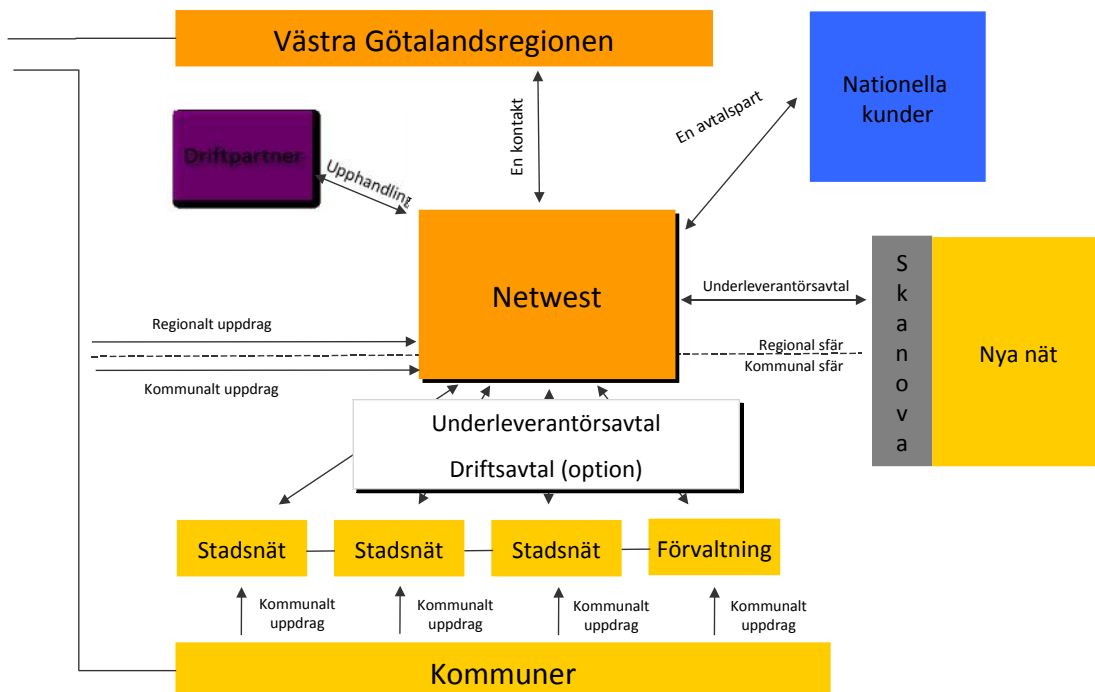 Västra Götalandsregionen
Nationella
kunder
Driftpartner
Upphandling
En kontakt
En avtalspart
Netwest
Underleverantörsavtal
Skanova
Nya nät
Regionalt uppdrag
Kommunalt uppdrag
Regional sfär
Kommunal sfär
Underleverantörsavtal
Driftsavtal (option)
Stadsnät
Stadsnät
Stadsnät
Förvaltning
Kommunalt
uppdrag
Kommunalt
uppdrag
Kommunalt
uppdrag
Kommunalt
uppdrag
Kommuner